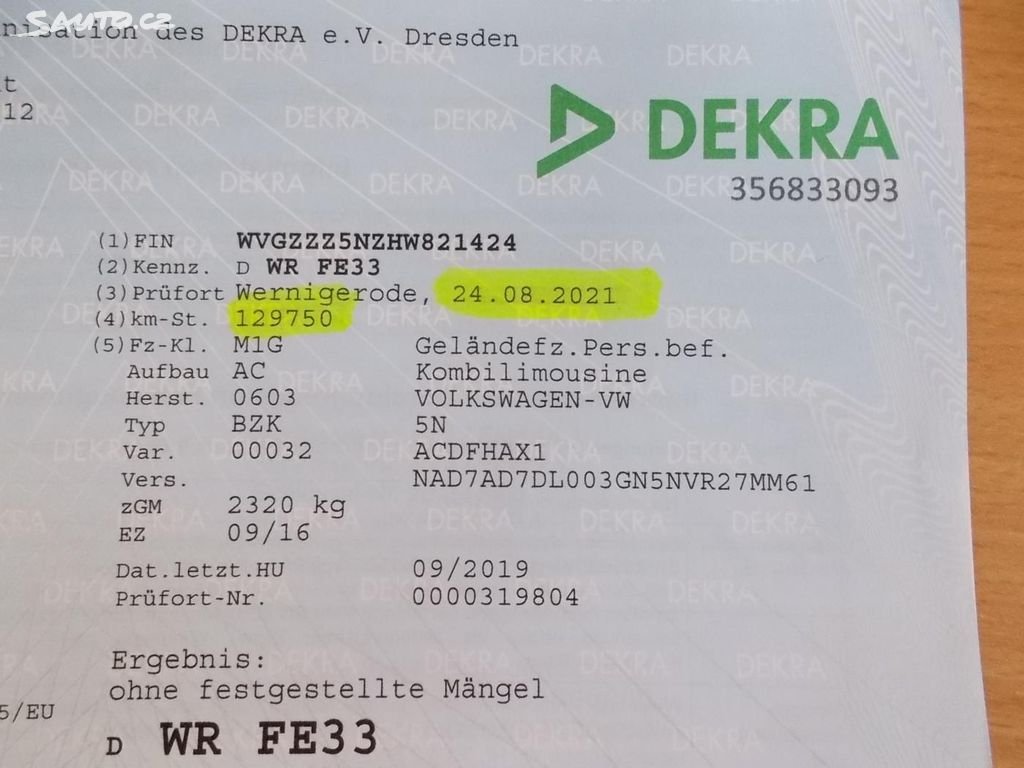 Sauto.cz
nisation des DEKRA e.V. Dresden
t
12
DEKRA
356833093
(1) FIN WVGZZZ5NZHW821424
(2) Kennz. D WR FE33
(3) Prüfort Wernigerode, 24.08.2021
(4) km-St. 129750
(5) Fz-Kl. M1G Geländefz.Pers.bef.
Aufbau AC Kombilimousine
Herst. 0603 VOLKSWAGEN-VW
Typ BZK 5N
Var. 00032 ACDFHAX1
Vers. NAD7AD7DL003GN5NVR27MM61
zGM 2320 kg
EZ 09/16
Dat.letzt.HU 09/2019
Prüfort-Nr. 0000319804
Ergebnis:
ohne festgestellte Mängel
5/EU
D WR FE33